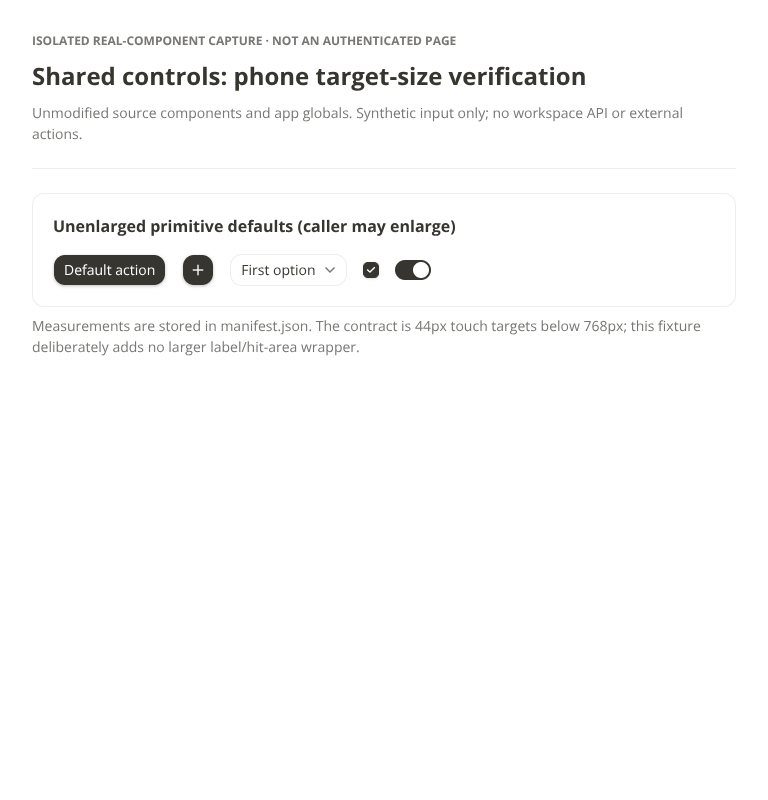 ISOLATED REAL-COMPONENT CAPTURE · NOT AN AUTHENTICATED PAGE
Shared controls: phone target-size verification
Unmodified source components and app globals. Synthetic input only; no workspace API or external
actions.
Unenlarged primitive defaults (caller may enlarge)
Default action
First option
Measurements are stored in manifest.json. The contract is 44px touch targets below 768px; this fixture
deliberately adds no larger label/hit-area wrapper.